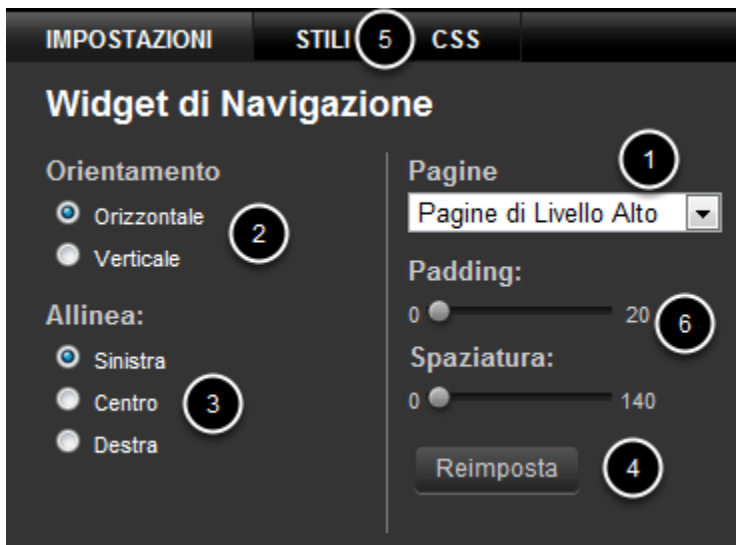 IMPOSTAZIONI STILI 5 CSS
Widget di Navigazione
Orientamento
Orizzontale
Verticale
2
Allinea:
Sinistra
Centro
Destra
3
Pagine
1
Pagine di Livello Alto
Padding:
0 20
6
Spaziatura:
0 140
Reimposta
4